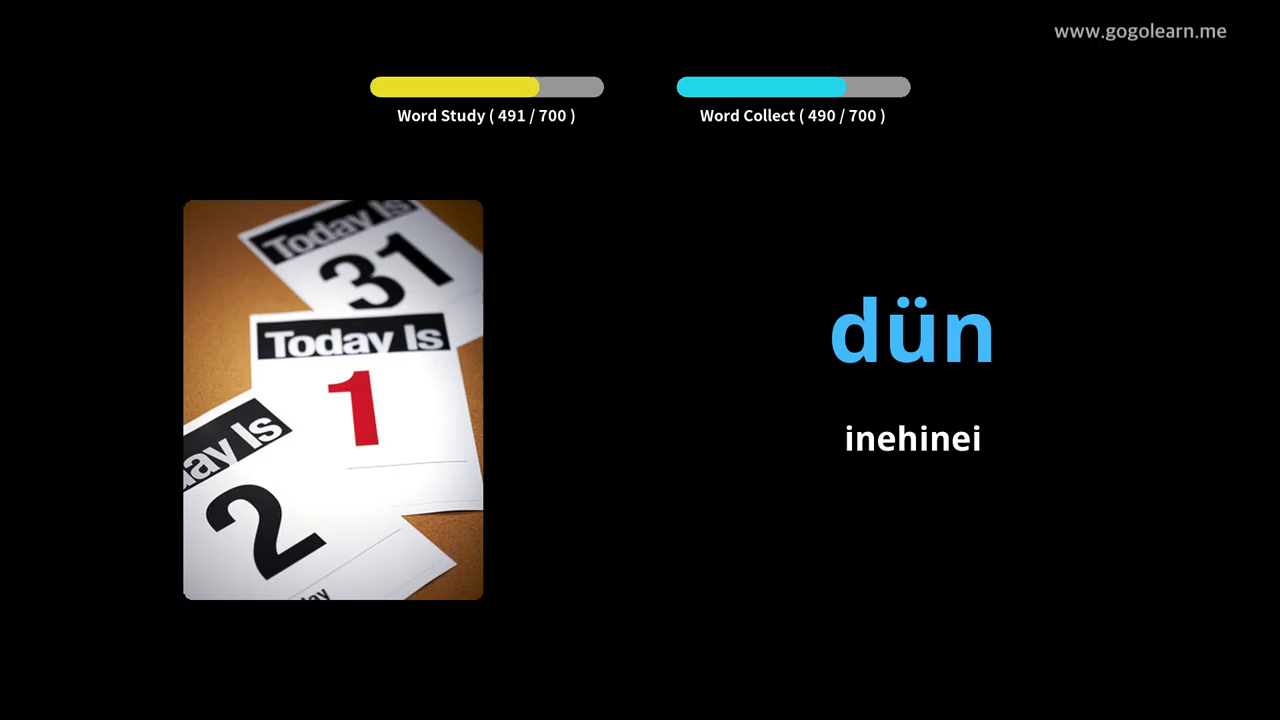 www.gogolearn.me
Word Study ( 491 / 700 )
Word Collect ( 490 / 700 )
Today Is
31
Today Is
1
ay Is
2
day
dün
inehinei